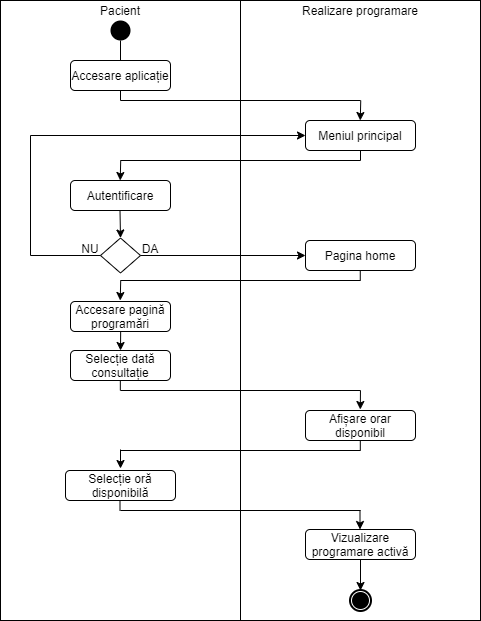 Pacient
Realizare programare
Accesare aplicație
Meniul principal
Autentificare
NU
DA
Pagina home
Accesare pagină
programări
Selecție dată
consultație
Afișare orar
disponibil
Selecție oră
disponibilă
Vizualizare
programare activă